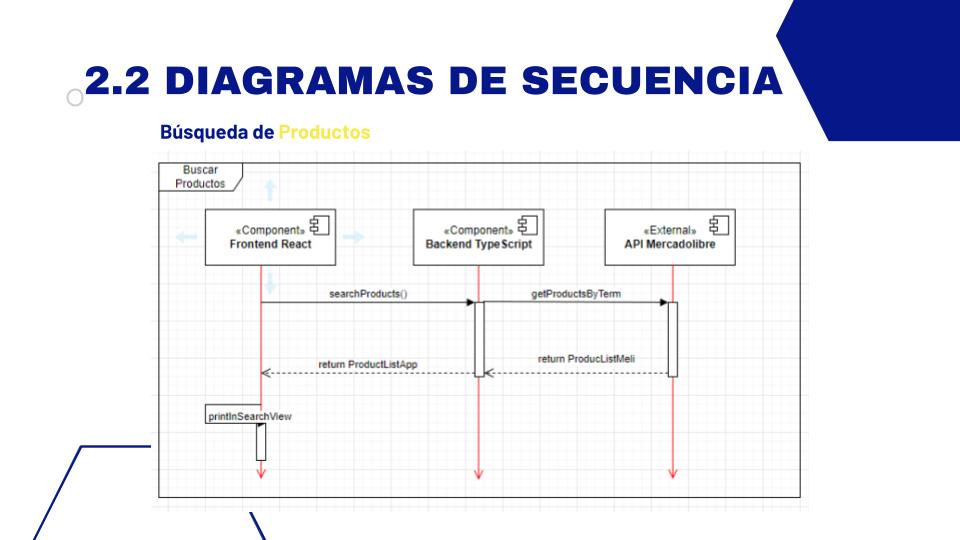 2.2 DIAGRAMAS DE SECUENCIA
Búsqueda de Productos
Buscar
Productos
«Component»
Frontend React
«Component»
Backend TypeScript
«External»
API Mercadolibre
searchProducts()
getProductsByTerm
return ProductListApp
return ProducListMeli
printInSearchView